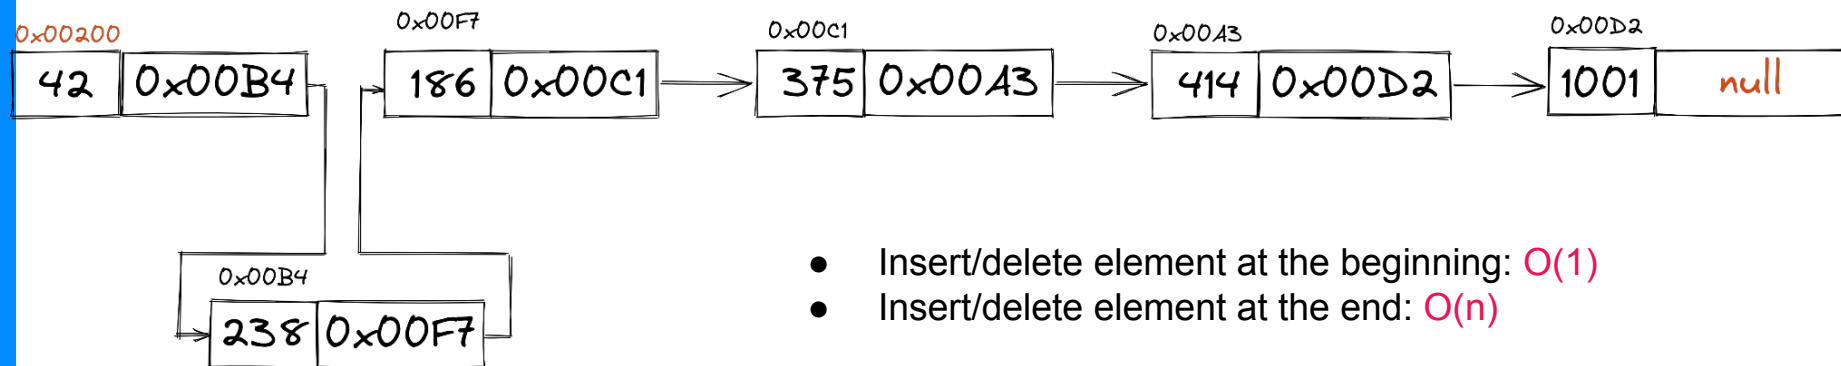 0x00200
0x00F7
0x00C1
0x00A3
0x00D2
42 0x00B4
186 0x00C1
375 0x00A3
414 0x00D2
1001 null
0x00B4
238 0x00F7
● Insert/delete element at the beginning: O(1)
● Insert/delete element at the end: O(n)